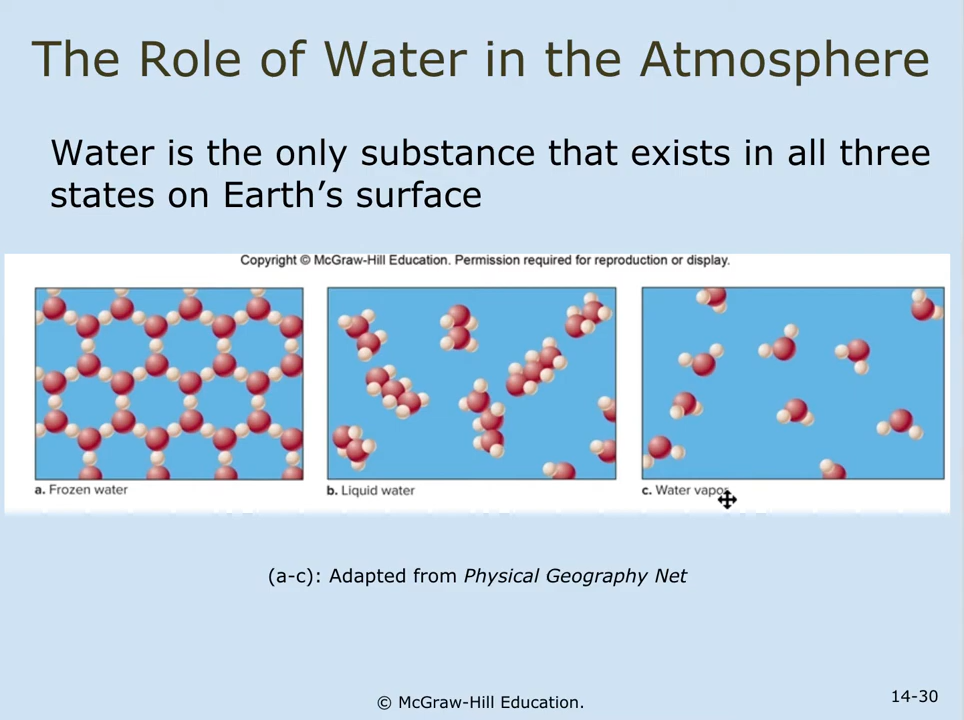 The Role of Water in the Atmosphere
Water is the only substance that exists in all three
states on Earth’s surface
Copyright © McGraw-Hill Education. Permission required for reproduction or display.
a. Frozen water
b. Liquid water
c. Water vapor
(a-c): Adapted from Physical Geography Net
© McGraw-Hill Education.
14-30